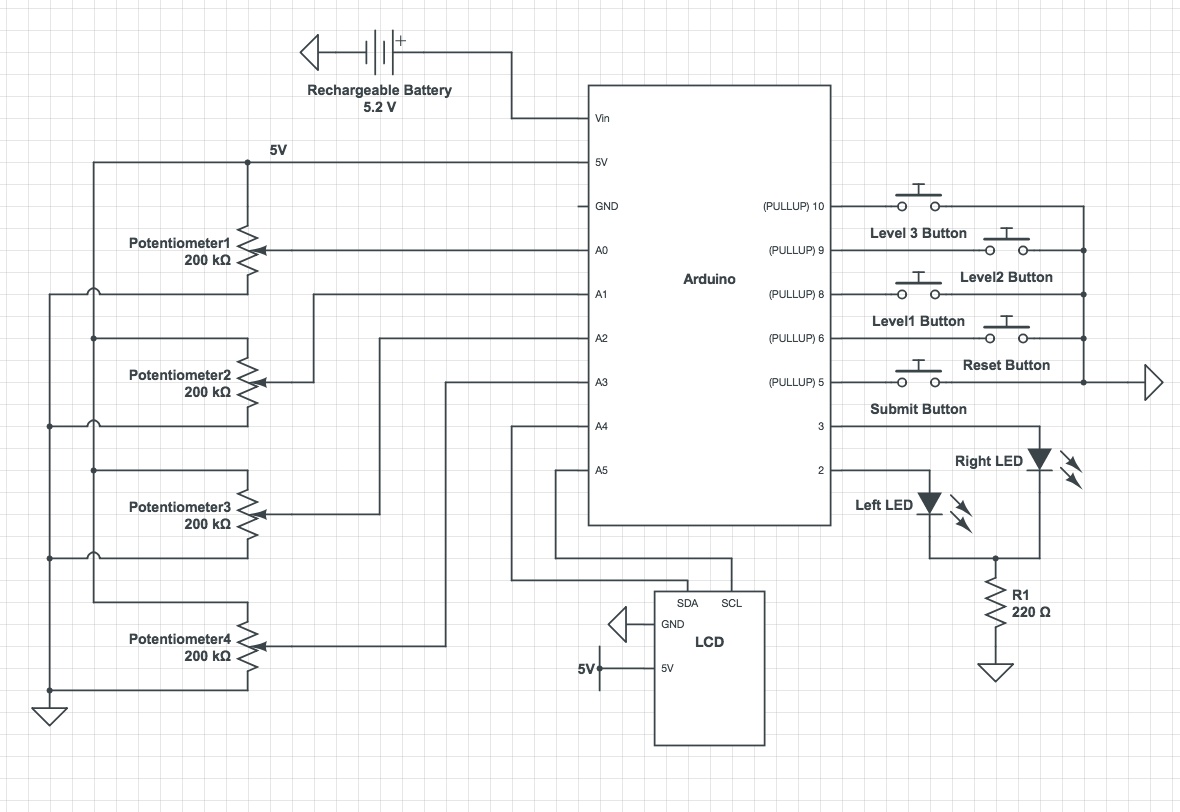 +
Rechargeable Battery
5.2 V
Vin
5V
5V
GND
(PULLUP) 10
Level 3 Button
Potentiometer1
200 kΩ
A0
(PULLUP) 9
Arduino
Level2 Button
A1
(PULLUP) 8
Level1 Button
A2
(PULLUP) 6
Reset Button
Potentiometer2
200 kΩ
A3
(PULLUP) 5
Submit Button
A4
3
Right LED
A5
2
Left LED
Potentiometer3
200 kΩ
R1
220 Ω
SDA SCL
GND
LCD
5V
5V
Potentiometer4
200 kΩ